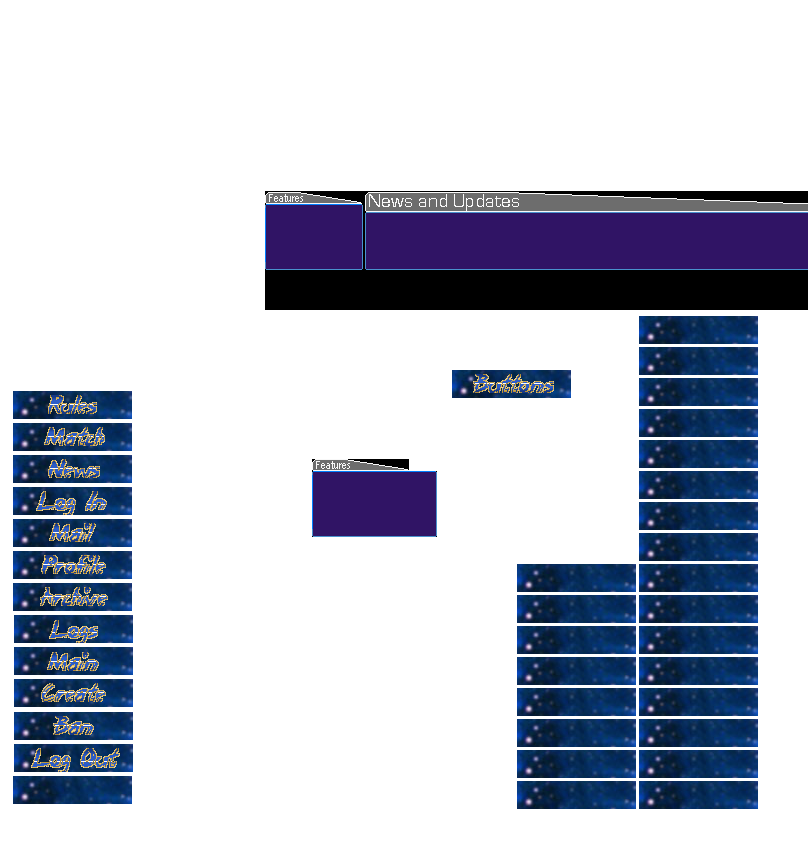 Features
News and Updates
Buttons
Rules
Match
News
Features
Log In
Mail
Profile
Archive
Logs
Main
Create
Ban
Log Out